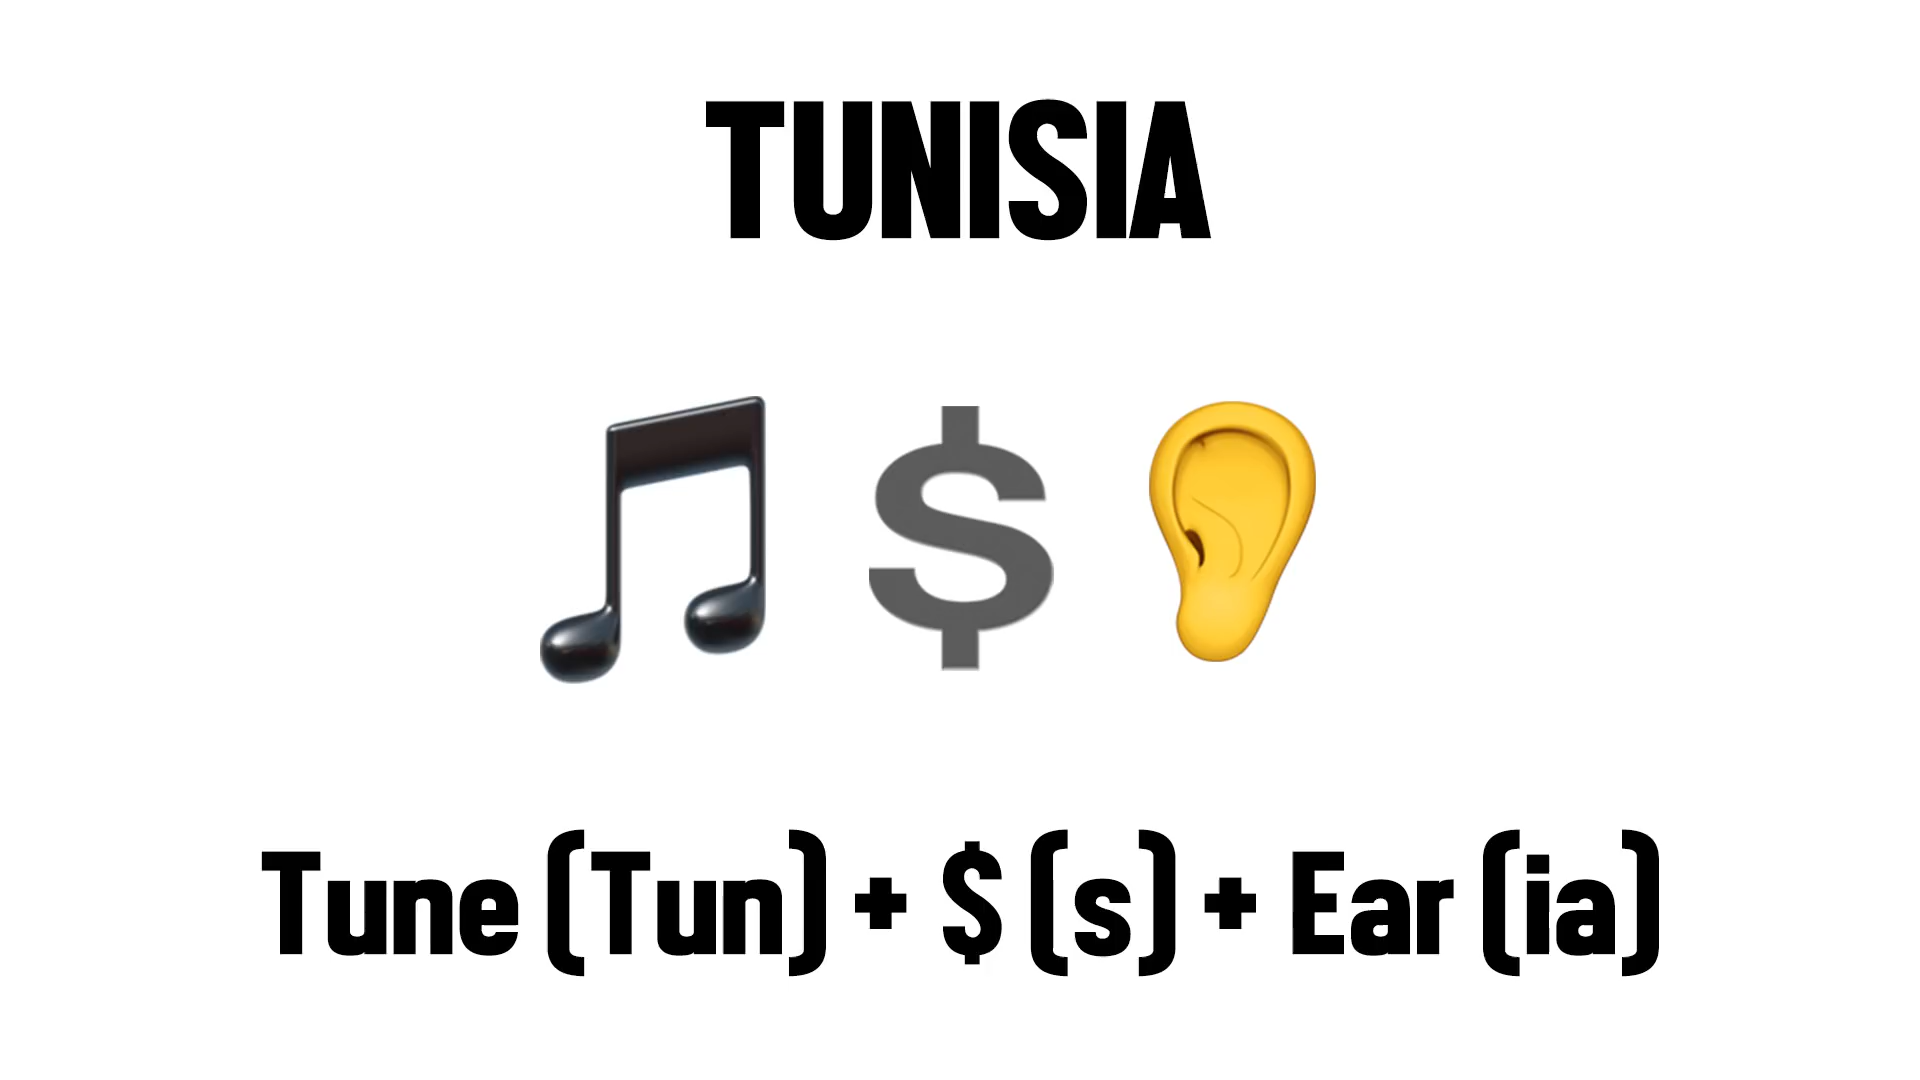 TUNISIA
$
Tune (Tun) + $ (s) + Ear (ia)